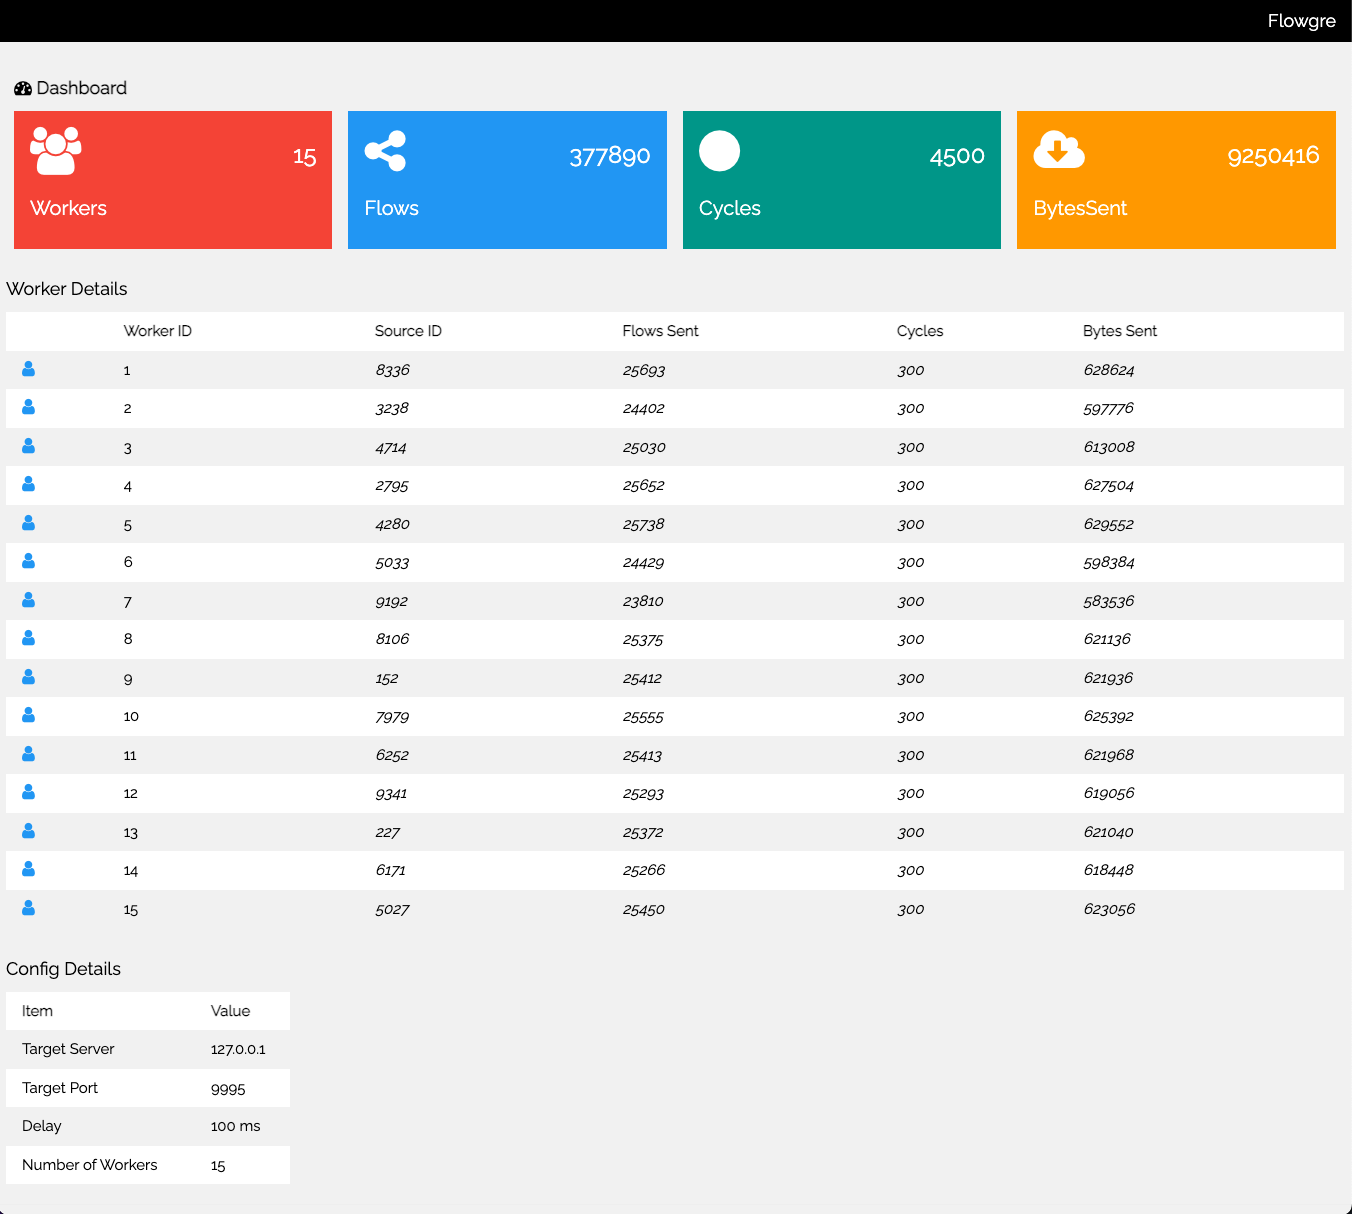 Flowgre
Dashboard
15
Workers
377890
Flows
4500
Cycles
9250416
BytesSent
Worker Details
Worker ID Source ID Flows Sent Cycles Bytes Sent
1 8336 25693 300 628624
2 3238 24402 300 597776
3 4714 25030 300 613008
4 2795 25652 300 627504
5 4280 25738 300 629552
6 5033 24429 300 598384
7 9192 23810 300 583536
8 8106 25375 300 621136
9 152 25412 300 621936
10 7979 25555 300 625392
11 6252 25413 300 621968
12 9341 25293 300 619056
13 227 25372 300 621040
14 6171 25266 300 618448
15 5027 25450 300 623056
Config Details
Item Value
Target Server 127.0.0.1
Target Port 9995
Delay 100 ms
Number of Workers 15